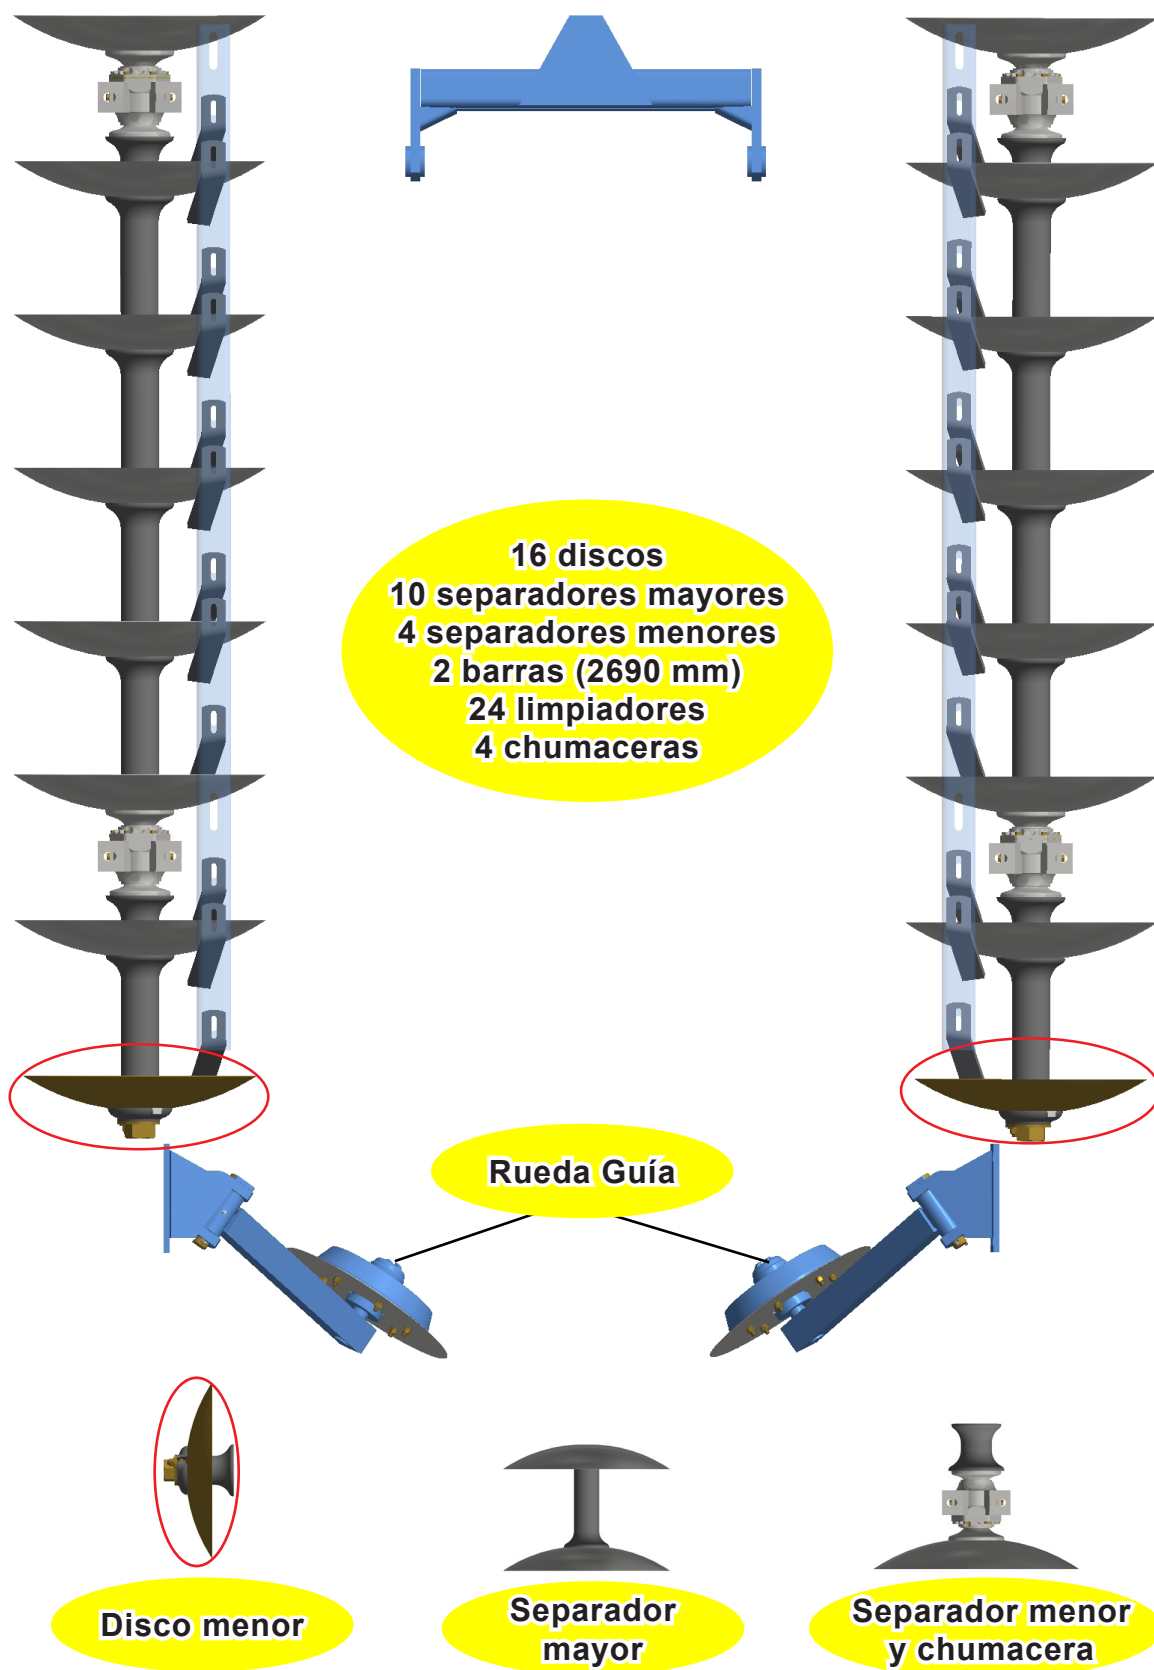 16 discos
10 separadores mayores
4 separadores menores
2 barras (2690 mm)
24 limpiadores
4 chumaceras
Rueda Guía
Disco menor
Separador
mayor
Separador menor
y chumacera